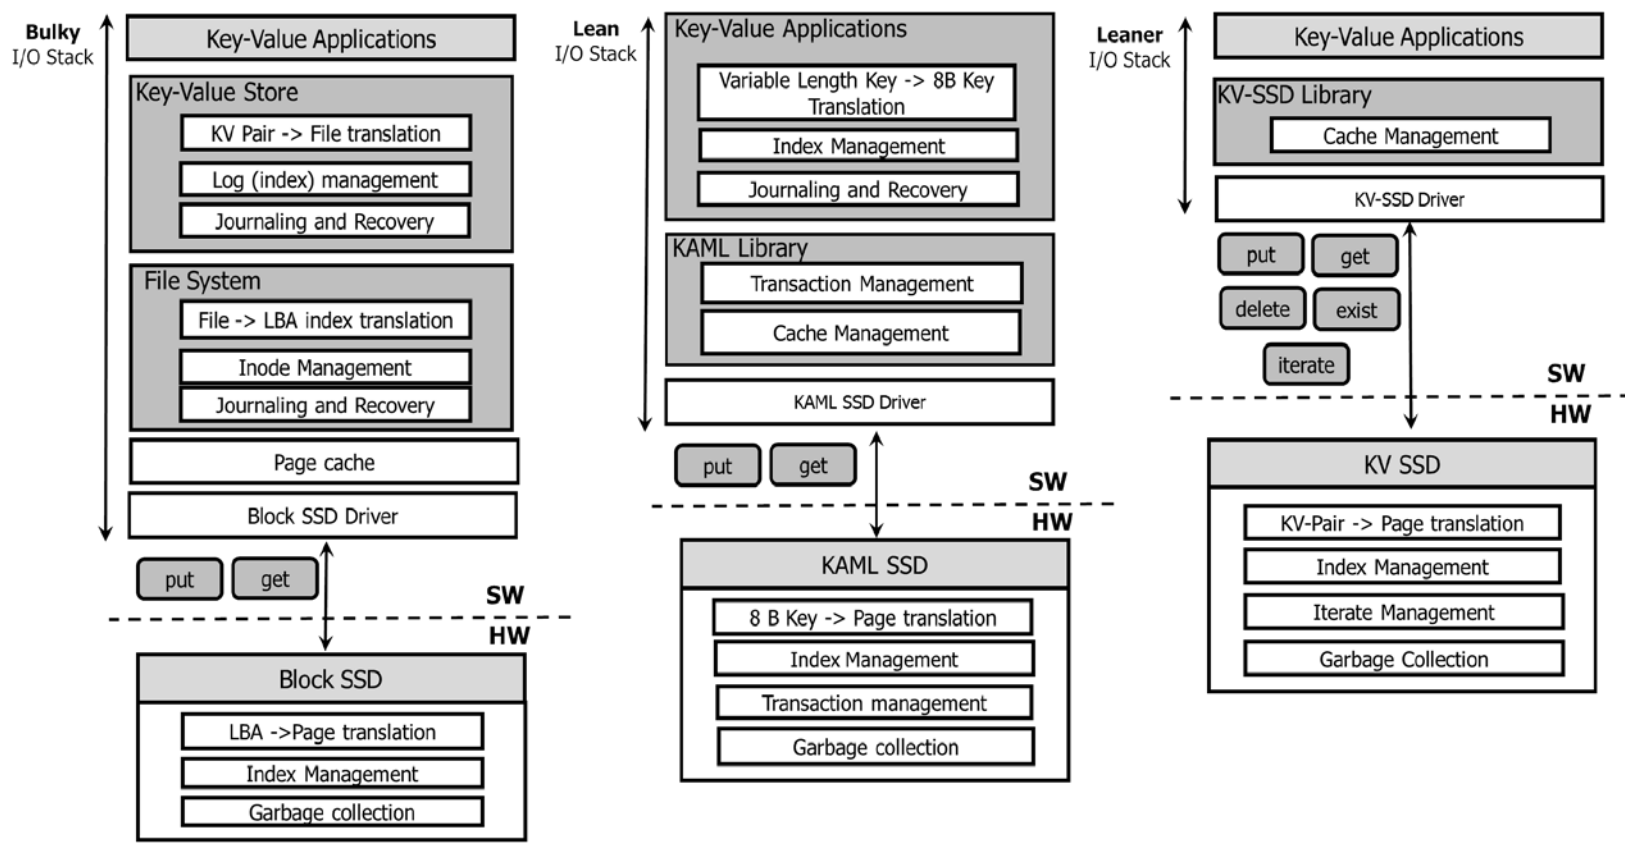 Bulky
I/O Stack
Key-Value Applications
Key-Value Store
KV Pair -> File translation
Log (index) management
Journaling and Recovery
File System
File -> LBA index translation
Inode Management
Journaling and Recovery
Page cache
Block SSD Driver
put
get
SW
HW
Block SSD
LBA ->Page translation
Index Management
Garbage collection
Lean
I/O Stack
Key-Value Applications
Variable Length Key -> 8B Key
Translation
Index Management
Journaling and Recovery
KAML Library
Transaction Management
Cache Management
KAML SSD Driver
put
get
SW
HW
KAML SSD
8 B Key -> Page translation
Index Management
Transaction management
Garbage collection
Leaner
I/O Stack
Key-Value Applications
KV-SSD Library
Cache Management
KV-SSD Driver
put
get
delete
exist
iterate
SW
HW
KV SSD
KV-Pair -> Page translation
Index Management
Iterate Management
Garbage Collection